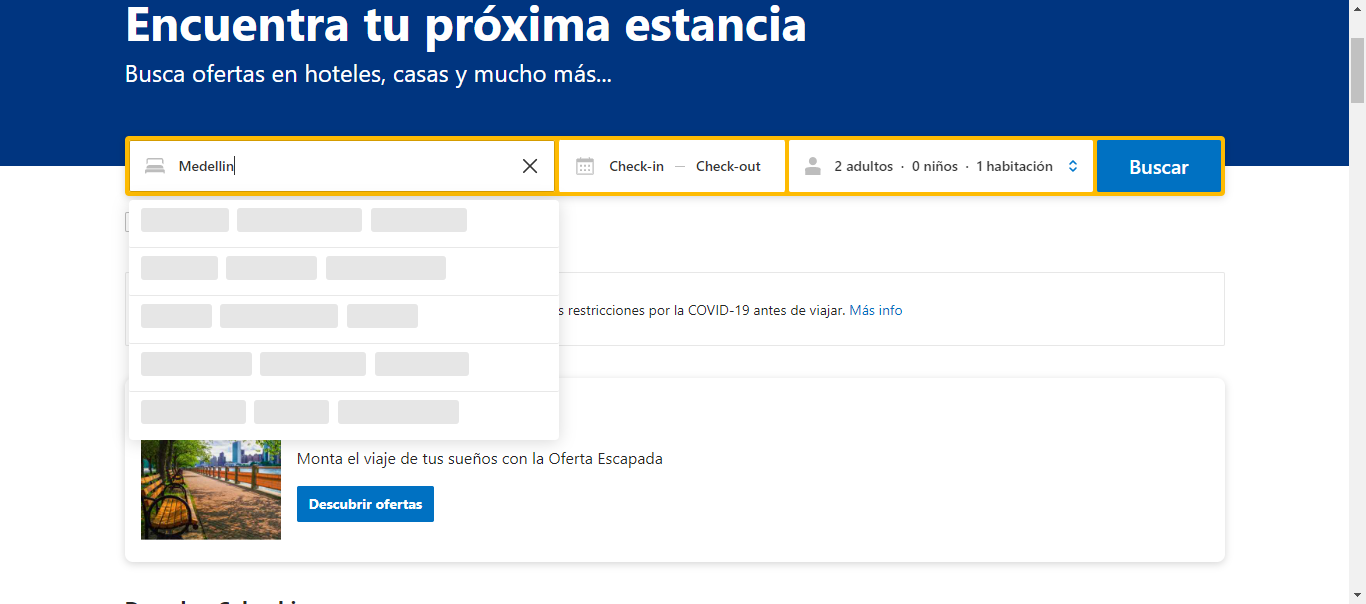 Encuentra tu próxima estancia
Busca ofertas en hoteles, casas y mucho más...
Medellin
Check-in — Check-out
2 adultos · 0 niños · 1 habitación
Buscar
restricciones por la COVID-19 antes de viajar. Más info
Monta el viaje de tus sueños con la Oferta Escapada
Descubrir ofertas